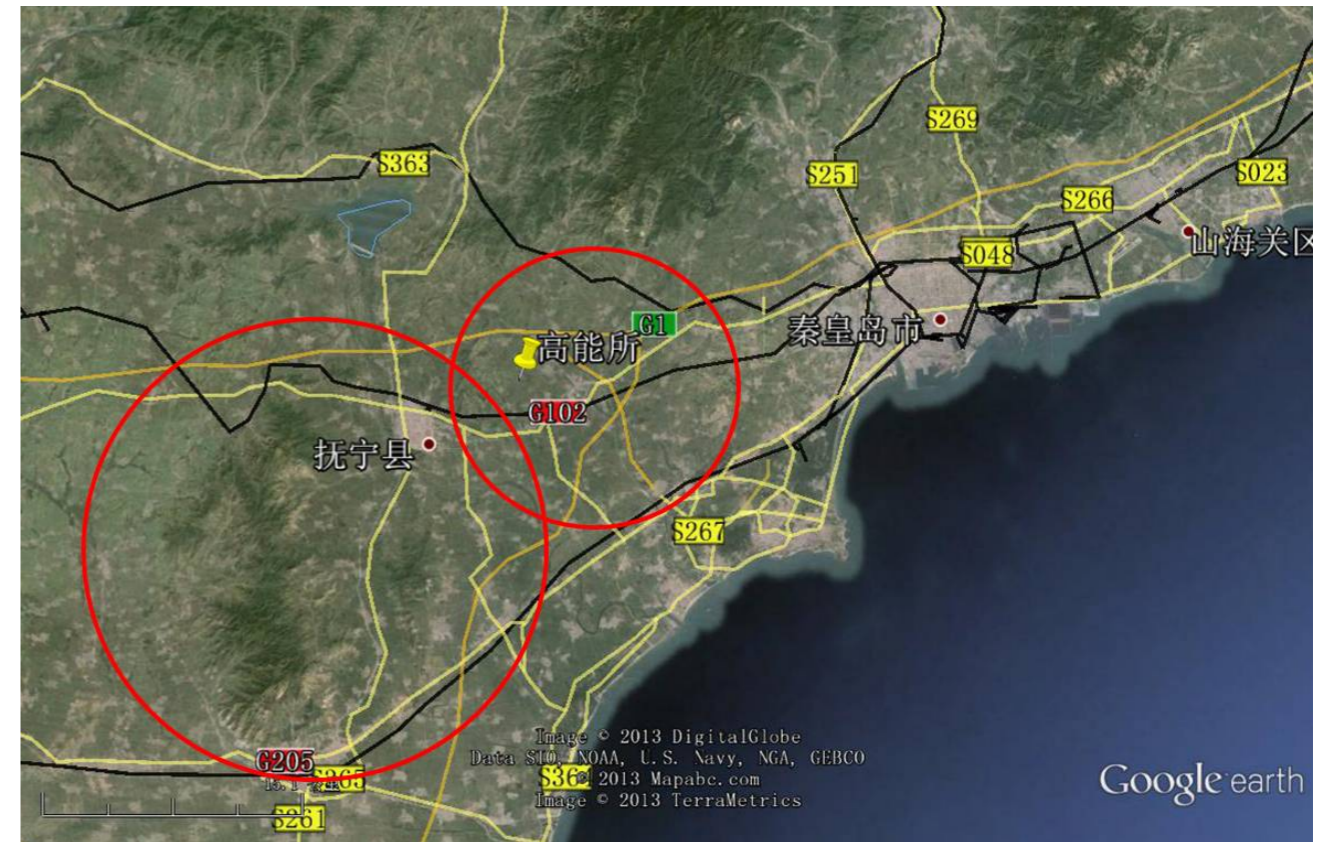 S269
S363
S251
S023
S266
山海关区
S048
G1
秦皇岛市
高能所
G102
抚宁县
S267
Image © 2013 DigitalGlobe
Data SIO, NOAA, U.S. Navy, NGA, GEBCO
© 2013 Mapabc.com
Image © 2013 TerraMetrics
G205
S265
S261
Google earth